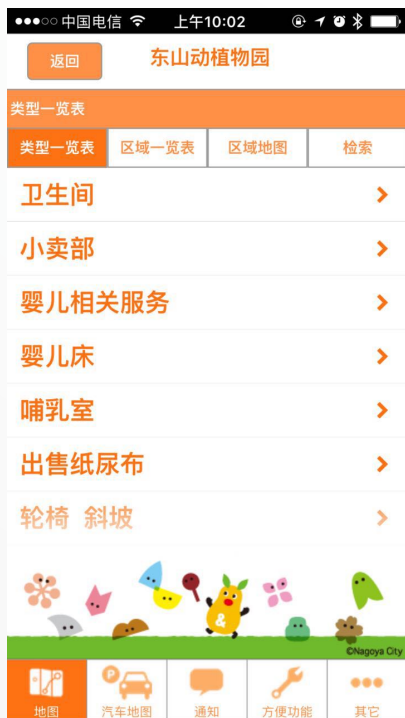 中国电信 上午10:02
返回 东山动植物园
类型一览表
类型一览表 区域一览表 区域地图 检索
卫生间
小卖部
婴儿相关服务
婴儿床
哺乳室
出售纸尿布
轮椅 斜坡
&
©Nagoya City
P
地图 汽车地图 通知 方便功能 其它